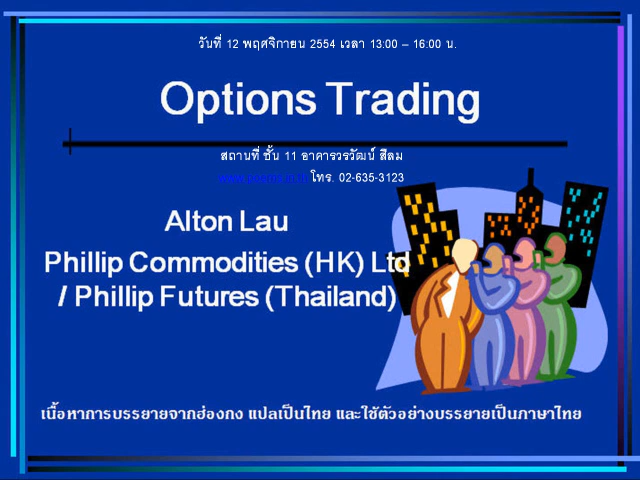 วันที่ 12 พฤศจิกายน 2554 เวลา 13:00 – 16:00 น.
Options Trading
สถานที่ ชั้น 11 อาคารวรวัฒน์ สีลม
โทร. 02-635-3123
Alton Lau
Phillip Commodities (HK) Ltd
/ Phillip Futures (Thailand)
เนื้อหาการบรรยายจากฮ่องกง แปลเป็นไทย และใช้ตัวอย่างบรรยายเป็นภาษาไทย